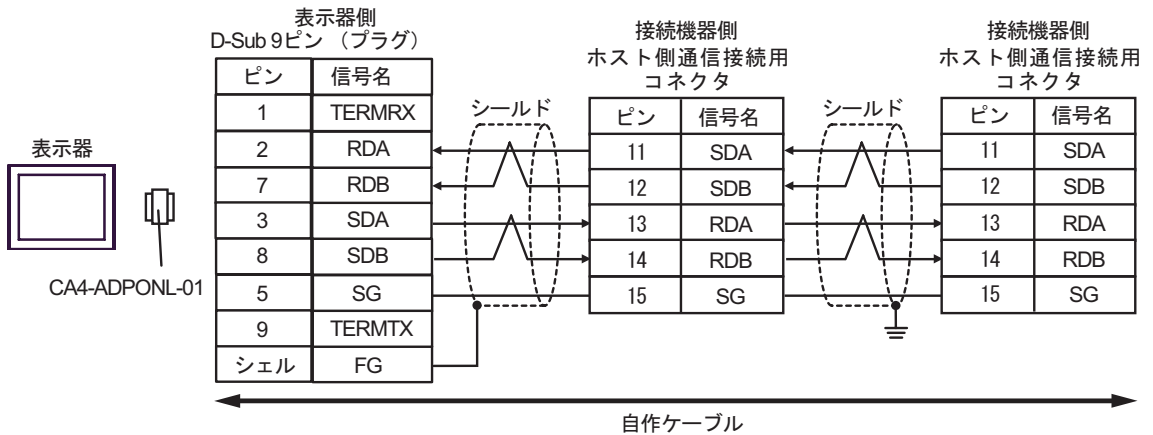 表示器
CA4-ADPONL-01
表示器側
D-Sub 9ピン （プラグ）
ピン 信号名
1 TERMRX
2 RDA
7 RDB
3 SDA
8 SDB
5 SG
9 TERMTX
シェル FG
シールド
接続機器側
ホスト側通信接続用
コネクタ
ピン 信号名
11 SDA
12 SDB
13 RDA
14 RDB
15 SG
シールド
接続機器側
ホスト側通信接続用
コネクタ
ピン 信号名
11 SDA
12 SDB
13 RDA
14 RDB
15 SG
自作ケーブル